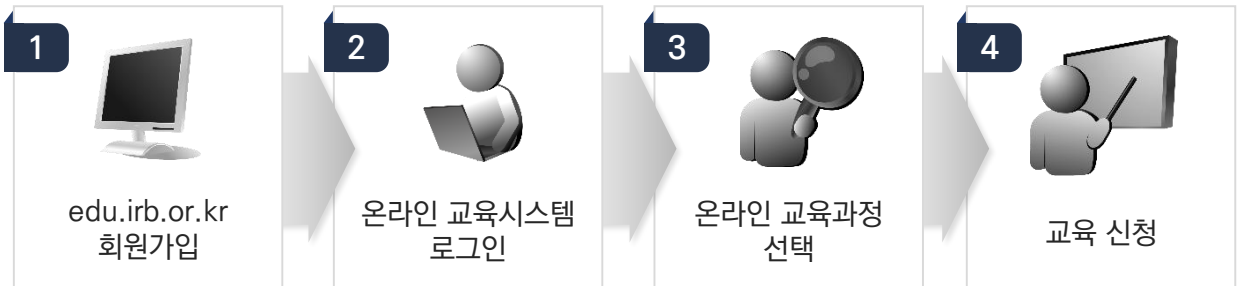 1
edu.irb.or.kr
회원가입
2
온라인 교육시스템
로그인
3
온라인 교육과정
선택
4
교육 신청